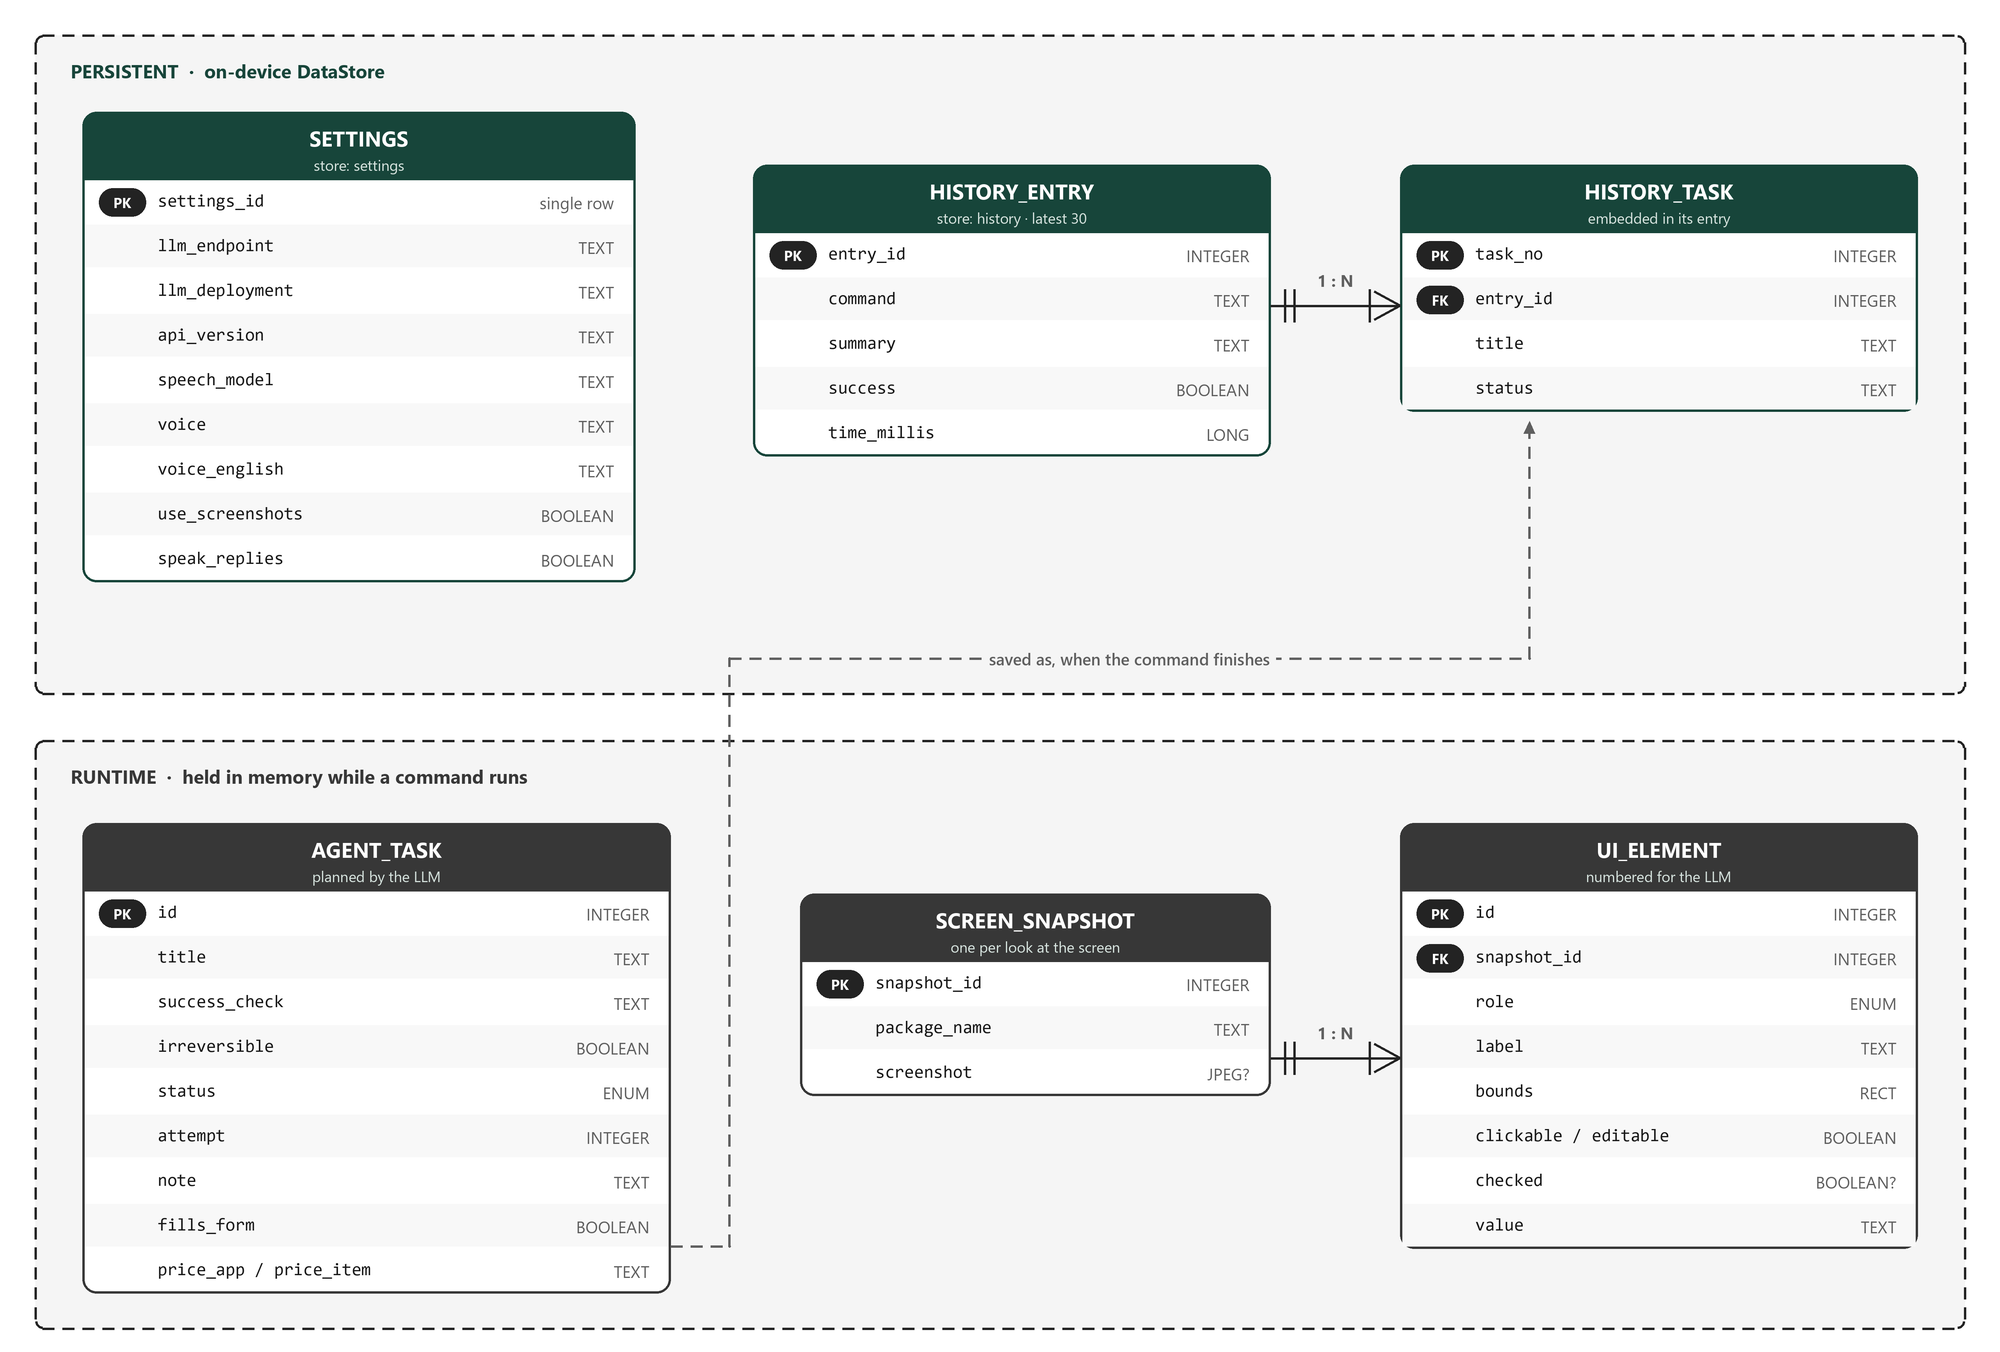 PERSISTENT · on-device DataStore
SETTINGS
store: settings
PK settings_id single row
llm_endpoint TEXT
llm_deployment TEXT
api_version TEXT
speech_model TEXT
voice TEXT
voice_english TEXT
use_screenshots BOOLEAN
speak_replies BOOLEAN
HISTORY_ENTRY
store: history · latest 30
PK entry_id INTEGER
command TEXT
summary TEXT
success BOOLEAN
time_millis LONG
1 : N
HISTORY_TASK
embedded in its entry
PK task_no INTEGER
FK entry_id INTEGER
title TEXT
status TEXT
saved as, when the command finishes
RUNTIME · held in memory while a command runs
AGENT_TASK
planned by the LLM
PK id INTEGER
title TEXT
success_check TEXT
irreversible BOOLEAN
status ENUM
attempt INTEGER
note TEXT
fills_form BOOLEAN
price_app / price_item TEXT
SCREEN_SNAPSHOT
one per look at the screen
PK snapshot_id INTEGER
package_name TEXT
screenshot JPEG?
1 : N
UI_ELEMENT
numbered for the LLM
PK id INTEGER
FK snapshot_id INTEGER
role ENUM
label TEXT
bounds RECT
clickable / editable BOOLEAN
checked BOOLEAN?
value TEXT